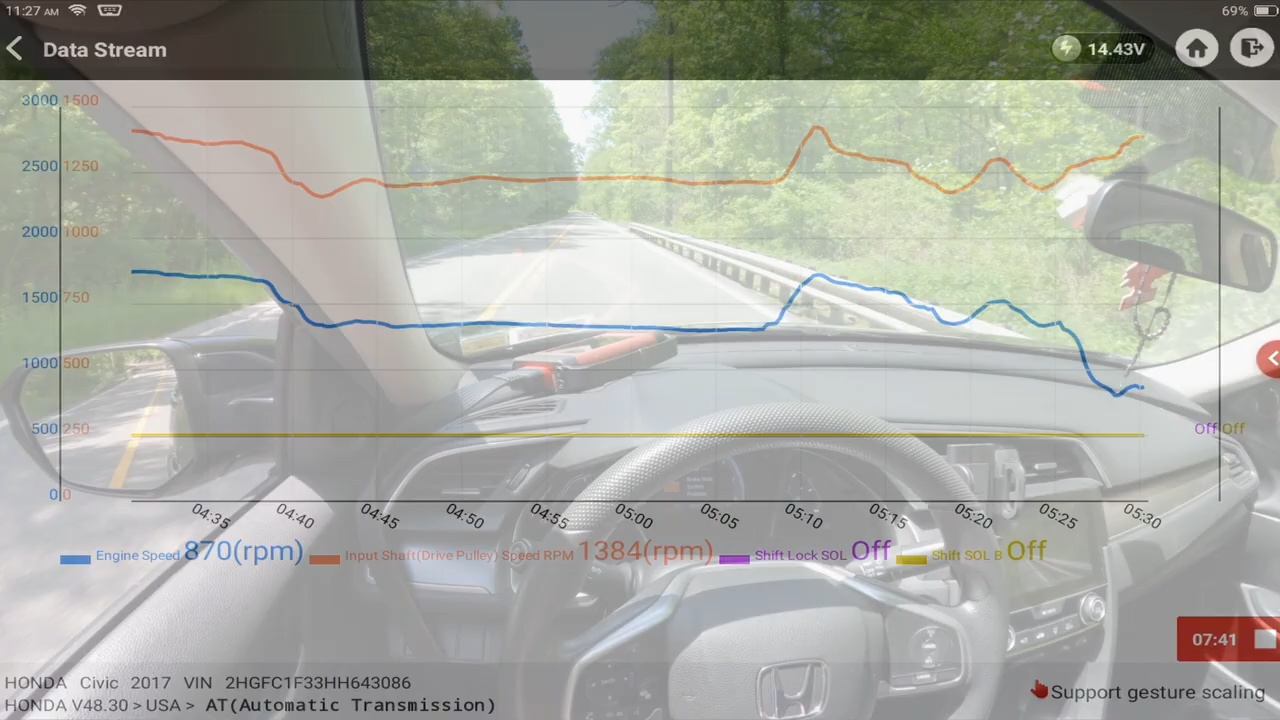 11:27 AM 69%
Data Stream 14.43V
3000 1500
2500 1250
2000 1000
1500 750
1000 500
500 250 Off Off
0 0
04:35 04:40 04:45 04:50 04:55 05:00 05:05 05:10 05:15 05:20 05:25 05:30
Engine Speed 870(rpm) Input Shaft(Drive Pulley) Speed RPM 1384(rpm) Shift Lock SOL Off Shift SOL B Off
07:41
HONDA Civic 2017 VIN 2HGFC1F33HH643086
HONDA V48.30 > USA > AT(Automatic Transmission)
Support gesture scaling